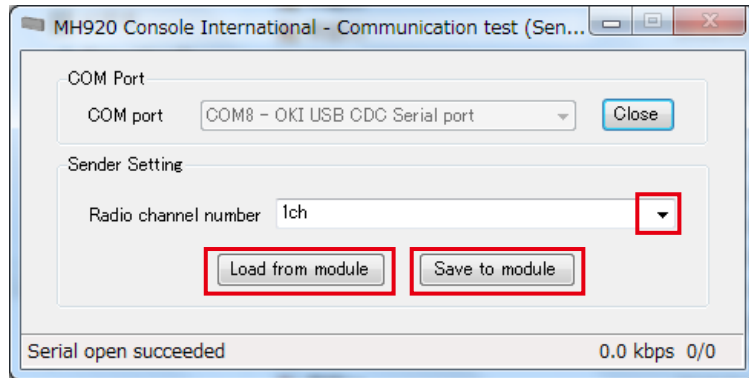 MH920 Console International - Communication test (Sen...
COM Port
COM port COM8 - OKI USB CDC Serial port Close
Sender Setting
Radio channel number 1ch
Load from module Save to module
Serial open succeeded 0.0 kbps 0/0